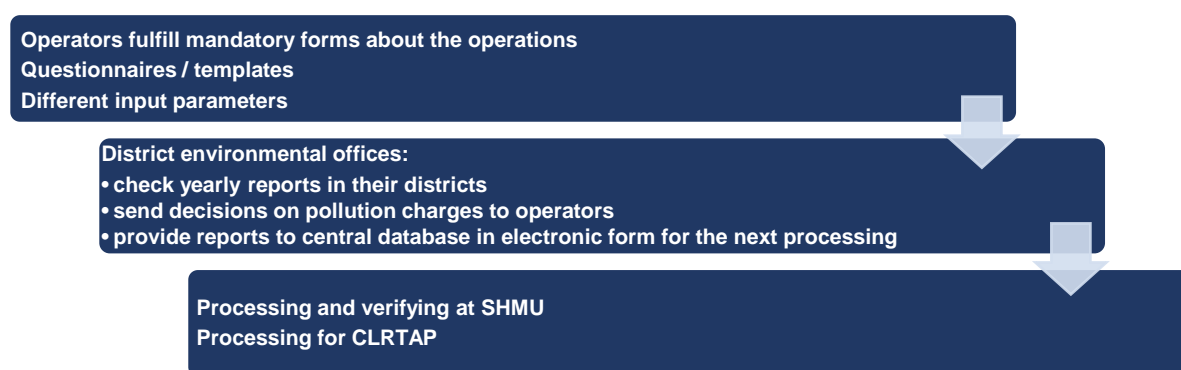 Operators fulfill mandatory forms about the operations
Questionnaires / templates
Different input parameters
District environmental offices:
• check yearly reports in their districts
• send decisions on pollution charges to operators
• provide reports to central database in electronic form for the next processing
Processing and verifying at SHMU
Processing for CLRTAP